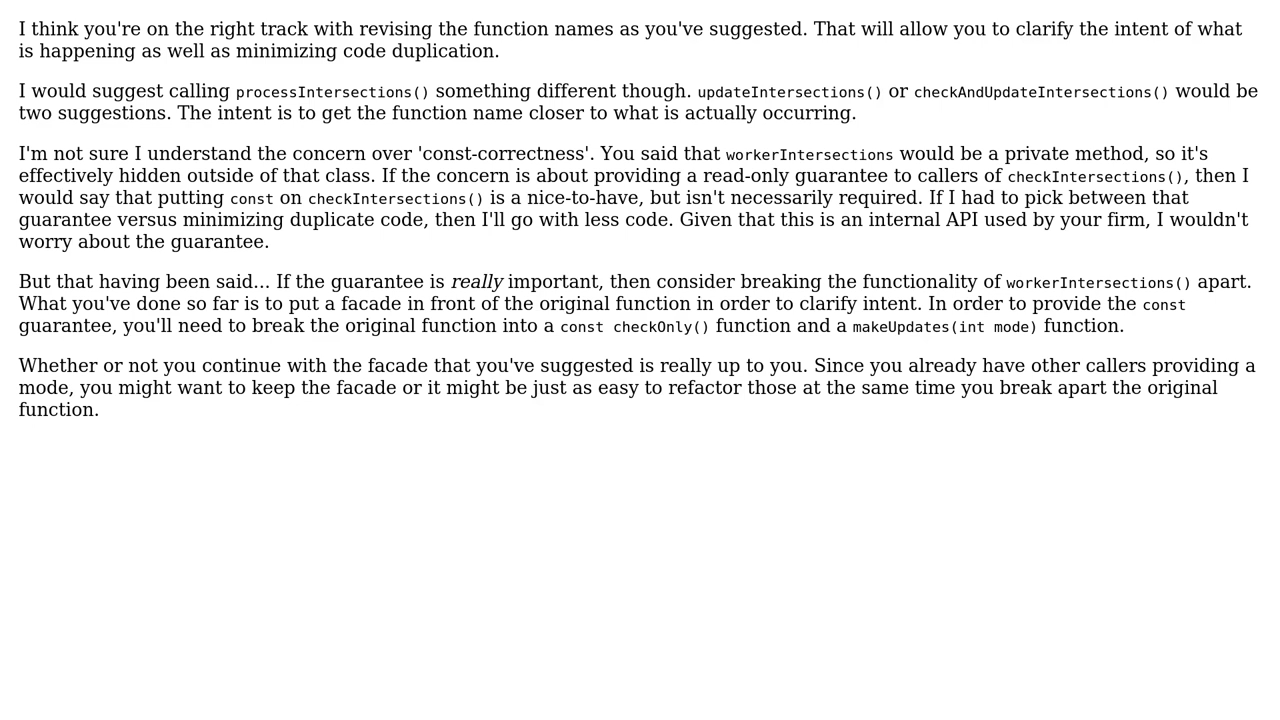 I think you're on the right track with revising the function names as you've suggested. That will allow you to clarify the intent of what
is happening as well as minimizing code duplication.
I would suggest calling processIntersections() something different though. updateIntersections() or checkAndUpdateIntersections() would be
two suggestions. The intent is to get the function name closer to what is actually occurring.
I'm not sure I understand the concern over 'const-correctness'. You said that workerIntersections would be a private method, so it's
effectively hidden outside of that class. If the concern is about providing a read-only guarantee to callers of checkIntersections(), then I
would say that putting const on checkIntersections() is a nice-to-have, but isn't necessarily required. If I had to pick between that
guarantee versus minimizing duplicate code, then I'll go with less code. Given that this is an internal API used by your firm, I wouldn't
worry about the guarantee.
But that having been said... If the guarantee is really important, then consider breaking the functionality of workerIntersections() apart.
What you've done so far is to put a facade in front of the original function in order to clarify intent. In order to provide the const
guarantee, you'll need to break the original function into a const checkOnly() function and a makeUpdates(int mode) function.
Whether or not you continue with the facade that you've suggested is really up to you. Since you already have other callers providing a
mode, you might want to keep the facade or it might be just as easy to refactor those at the same time you break apart the original
function.